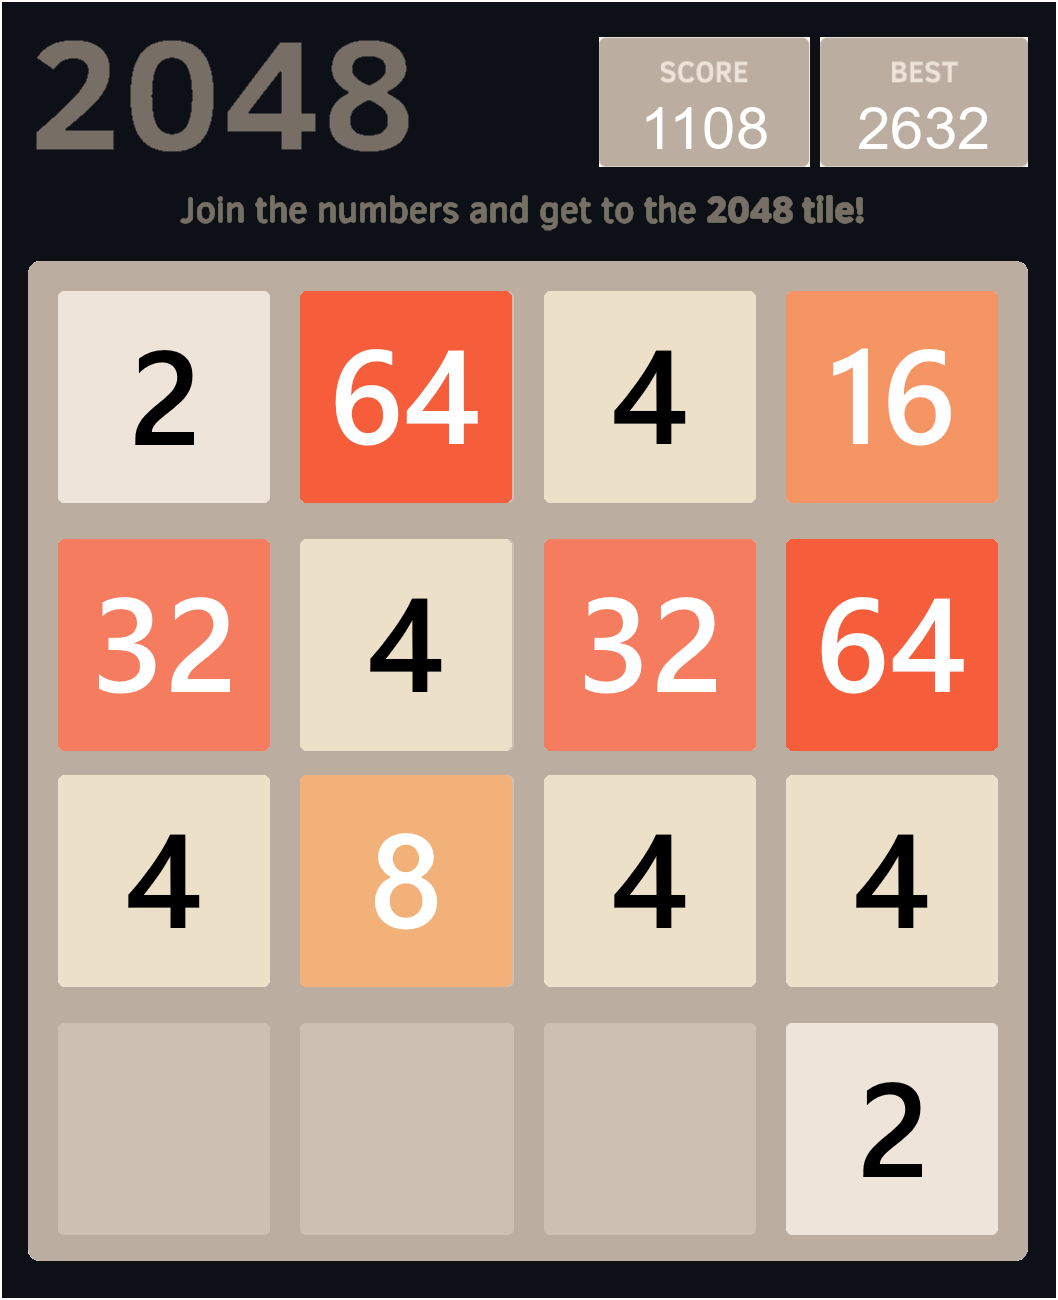 2048
SCORE BEST
1108 2632
Join the numbers and get to the 2048 tile!
2 64 4 16
32 4 32 64
4 8 4 4
2